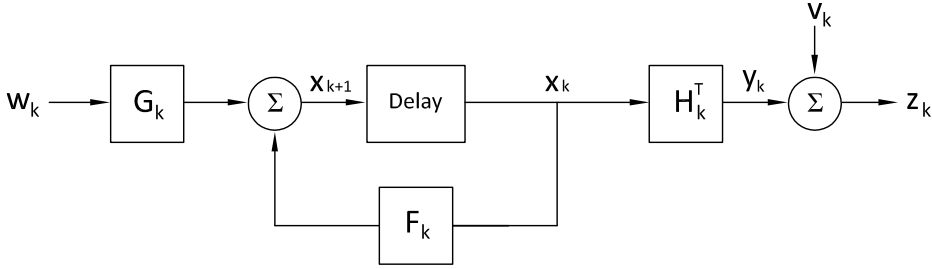 v_k
w_k
G_k
Σ
x_{k+1}
Delay
x_k
H_k^T
y_k
Σ
z_k
F_k